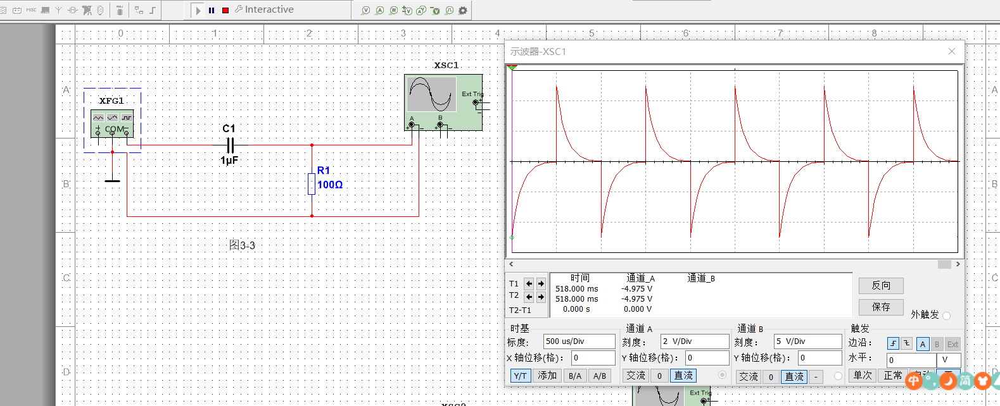 MISC
Interactive
0 1 2 3 4 5 6 7 8
A
B
C
D
XFG1
COM
C1
1μF
R1
100Ω
图3-3
XSC1
Ext Trig
A B
示波器-XSC1
时间 通道_A 通道_B
T1 518.000 ms -4.975 V
T2 518.000 ms -4.975 V
T2-T1 0.000 s 0.000 V
反向
保存
外触发
时基
标度: 500 us/Div
X 轴位移(格): 0
Y/T 添加 B/A A/B
通道 A
刻度: 2 V/Div
Y 轴位移(格): 0
交流 0 直流
通道 B
刻度: 5 V/Div
Y 轴位移(格): 0
交流 0 直流 -
触发
边沿: A B Ext
水平: 0 V
单次 正常
中 简
Ext Trig
A
B
C
D